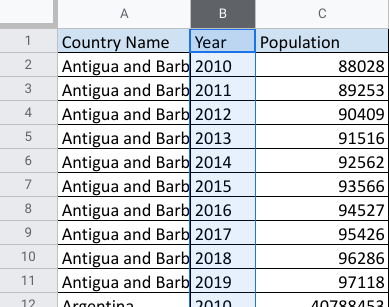 A B C
1 Country Name Year Population
2 Antigua and Barb 2010 88028
3 Antigua and Barb 2011 89253
4 Antigua and Barb 2012 90409
5 Antigua and Barb 2013 91516
6 Antigua and Barb 2014 92562
7 Antigua and Barb 2015 93566
8 Antigua and Barb 2016 94527
9 Antigua and Barb 2017 95426
10 Antigua and Barb 2018 96286
11 Antigua and Barb 2019 97118
12 Argentina 2010 40788453